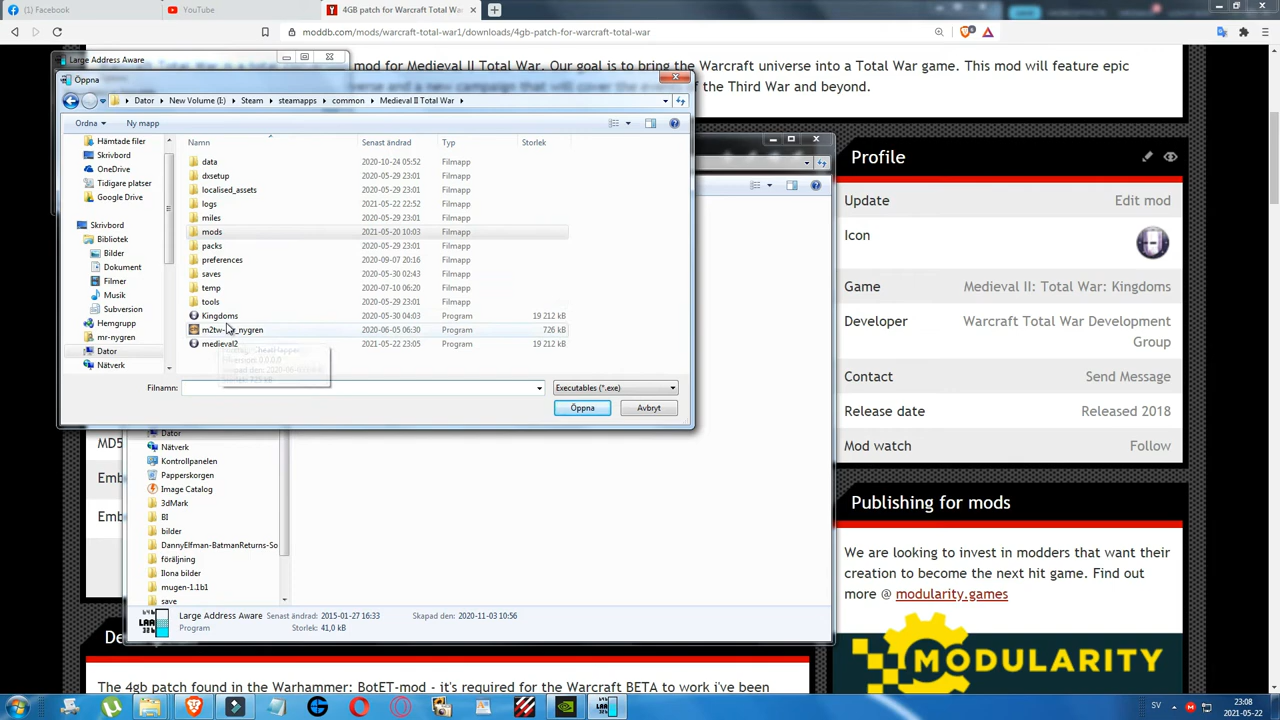 (1) Facebook
YouTube
4GB patch for Warcraft Total War
moddb.com/mods/warcraft-total-war1/downloads/4gb-patch-for-warcraft-total-war
Large Address Aware
mod for Medieval II Total War. Our goal is to bring the Warcraft universe into a Total War game. This mod will feature epic
of the Third War and beyond.
Öppna
Dator
New Volume (I:)
Steam
steamapps
common
Medieval II Total War
Ordna
Ny mapp
Hämtade filer
Skrivbord
OneDrive
Tidigare platser
Google Drive
Skrivbord
Bibliotek
Bilder
Dokument
Filmer
Musik
Subversion
Hemgrupp
mr-nygren
Dator
Nätverk
Namn Senast ändrad Typ Storlek
data 2020-10-24 05:52 Filmapp
dxsetup 2020-05-29 23:01 Filmapp
localised_assets 2020-05-29 23:01 Filmapp
logs 2021-05-22 22:52 Filmapp
miles 2020-05-29 23:01 Filmapp
mods 2021-05-20 10:03 Filmapp
packs 2020-05-29 23:01 Filmapp
preferences 2020-09-07 20:16 Filmapp
saves 2020-05-30 02:43 Filmapp
temp 2020-07-10 06:20 Filmapp
tools 2020-05-29 23:01 Filmapp
Kingdoms 2020-05-30 04:03 Program 19 212 kB
_nygren 2020-06-05 06:30 Program 726 kB
medieval2 2021-05-22 23:05 Program 19 212 kB
Filnamn:
Executables (*.exe)
Öppna
Avbryt
MD5
Emb
Emb
De
Dator
Nätverk
Kontrollpanelen
Papperskorgen
Image Catalog
3dMark
BI
bilder
DannyElfman-BatmanReturns-So
försäljning
Ilona bilder
mugen-1.1b1
save
Large Address Aware Senast ändrad: 2015-01-27 16:33 Skapad den: 2020-11-03 10:56
Program Storlek: 41,0 kB
The 4gb patch found in the Warhammer: BotET-mod - it's required for the Warcraft BETA to work i've been
Profile
Update Edit mod
Icon
Game Medieval II: Total War: Kingdoms
Developer Warcraft Total War Development
Group
Contact Send Message
Release date Released 2018
Mod watch Follow
Publishing for mods
We are looking to invest in modders that want their
creation to become the next hit game. Find out
more @ modularity.games
MODULARITY
SV
23:08
2021-05-22